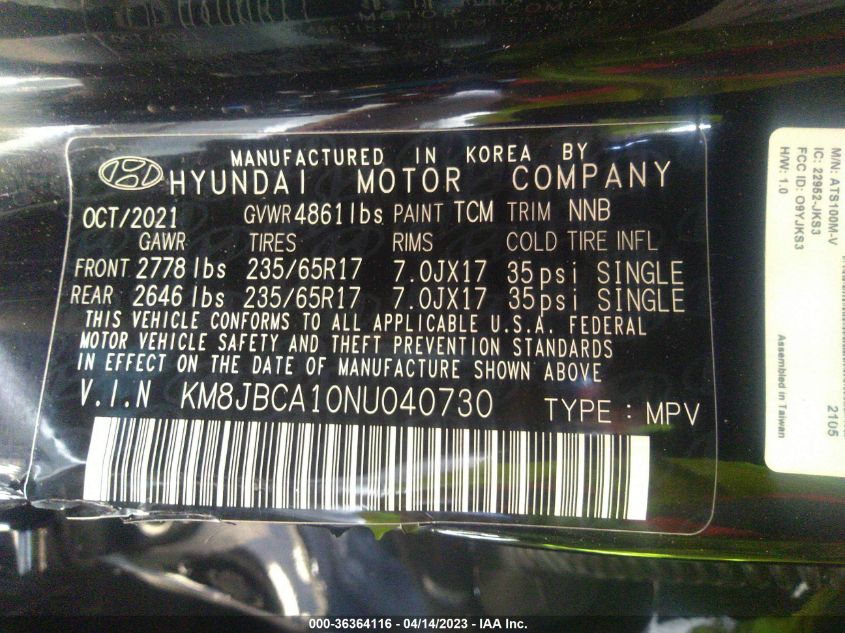 MANUFACTURED IN KOREA BY
HYUNDAI MOTOR COMPANY
OCT/2021 GVWR 4861lbs PAINT TCM TRIM NNB
GAWR TIRES RIMS COLD TIRE INFL
FRONT 2778 lbs 235/65R17 7.0JX17 35psi SINGLE
REAR 2646 lbs 235/65R17 7.0JX17 35psi SINGLE
THIS VEHICLE CONFORMS TO ALL APPLICABLE U.S.A. FEDERAL
MOTOR VEHICLE SAFETY AND THEFT PREVENTION STANDARDS
IN EFFECT ON THE DATE OF MANUFACTURE SHOWN ABOVE
V.I.N KM8JBCA10NU040730 TYPE : MPV
M/N: ATS100M-V
IC: 22952-JKS3
FCC ID: O9YJKS3
H/W: 1.0
2105
Assembled in Taiwan
000-36364116 - 04/14/2023 - IAA Inc.